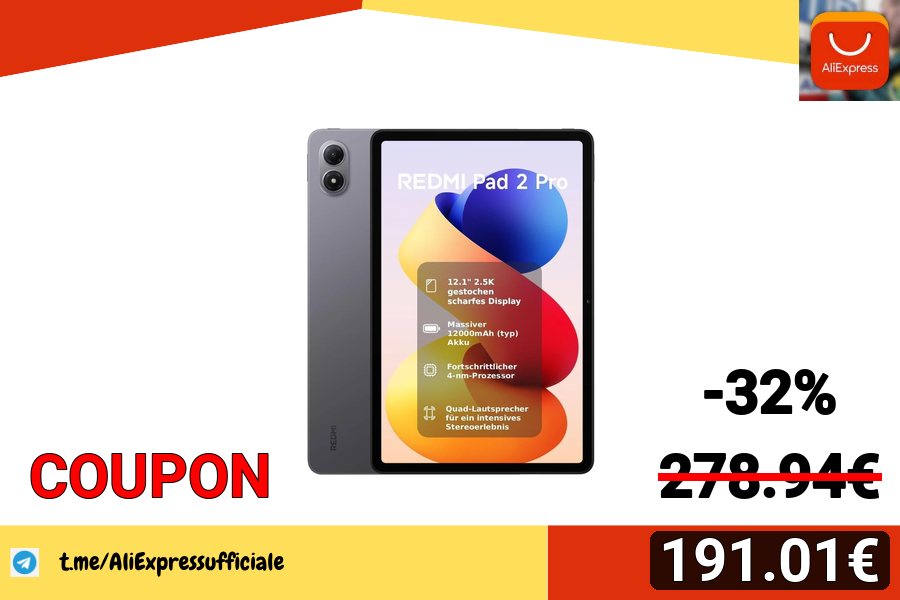 AliExpress
REDMI Pad 2 Pro
12.1" 2.5K
gestochen
scharfes Display
Massiver
12000mAh (typ)
Akku
Fortschrittlicher
4-nm-Prozessor
Quad-Lautsprecher
für ein intensives
Stereoerlebnis
REDMI
-32%
COUPON
278.94€
t.me/AliExpressufficiale
191.01€